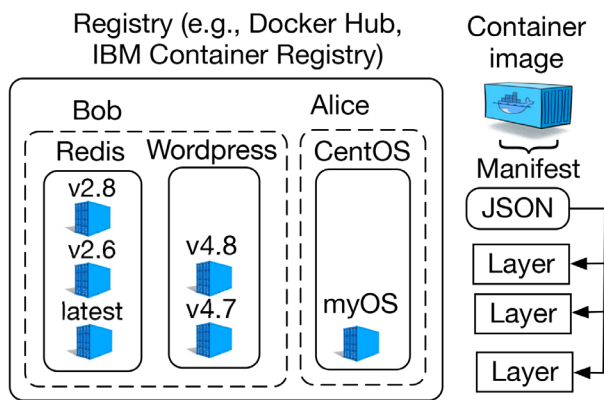 Registry (e.g., Docker Hub,
IBM Container Registry)
Bob
Alice
Redis
Wordpress
CentOS
v2.8
v2.6
latest
v4.8
v4.7
myOS
Container
image
Manifest
JSON
Layer
Layer
Layer